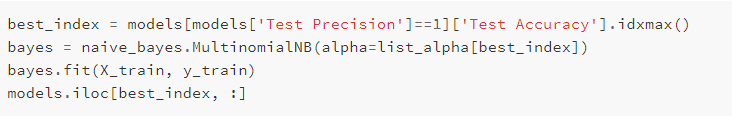 best_index = models[models['Test Precision']==1]['Test Accuracy'].idxmax()
bayes = naive_bayes.MultinomialNB(alpha=list_alpha[best_index])
bayes.fit(X_train, y_train)
models.iloc[best_index, :]